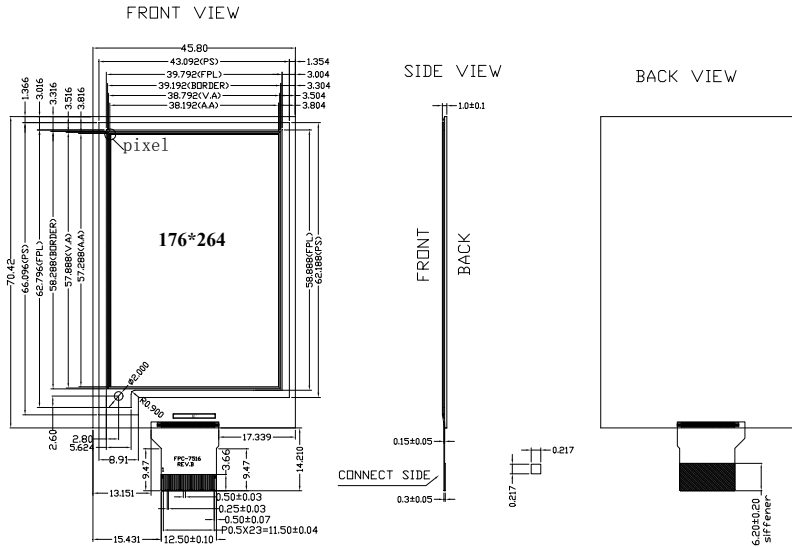 FRONT VIEW
45.80
43.092(PS)
1.354
39.792(FPL)
3.004
39.192(BORDER)
3.304
38.792(V.A)
3.504
38.192(A.A)
3.804
1.366
3.016
3.316
3.516
3.816
pixel
176*264
70.42
66.096(PS)
62.796(FPL)
58.288(BORDER)
57.888(V.A)
57.288(A.A)
58.888(FPL)
62.188(PS)
ø2.000
R0.900
2.60
2.80
5.624
8.91
17.339
FPC-7516
REV.B
9.47
3.66
9.47
14.210
1
13.151
0.50±0.03
0.25±0.03
0.50±0.07
P0.5X23=11.50±0.04
15.431
12.50±0.10
SIDE VIEW
1.0±0.1
FRONT
BACK
0.15±0.05
CONNECT SIDE
0.3±0.05
0.217
0.217
BACK VIEW
6.20±0.20
siffener